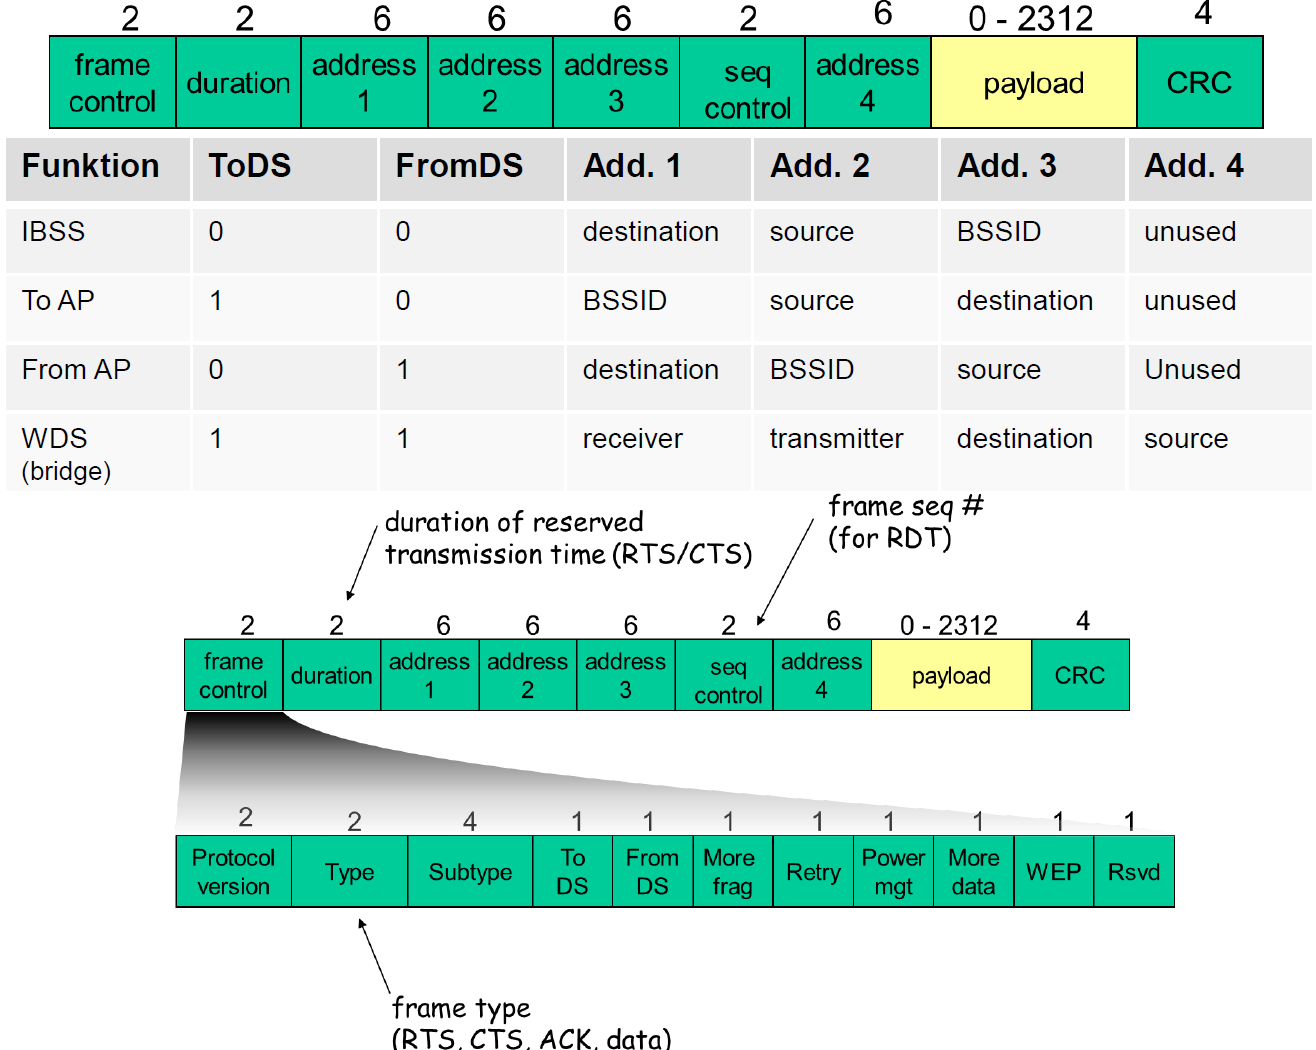 2 2 6 6 6 2 6 0 - 2312 4
frame control duration address 1 address 2 address 3 seq control address 4 payload CRC
Funktion ToDS FromDS Add. 1 Add. 2 Add. 3 Add. 4
IBSS 0 0 destination source BSSID unused
To AP 1 0 BSSID source destination unused
From AP 0 1 destination BSSID source Unused
WDS (bridge) 1 1 receiver transmitter destination source
duration of reserved
transmission time (RTS/CTS)
frame seq #
(for RDT)
2 2 6 6 6 2 6 0 - 2312 4
frame control duration address 1 address 2 address 3 seq control address 4 payload CRC
2 2 4 1 1 1 1 1 1 1 1
Protocol version Type Subtype To DS From DS More frag Retry Power mgt More data WEP Rsvd
frame type
(RTS, CTS, ACK, data)